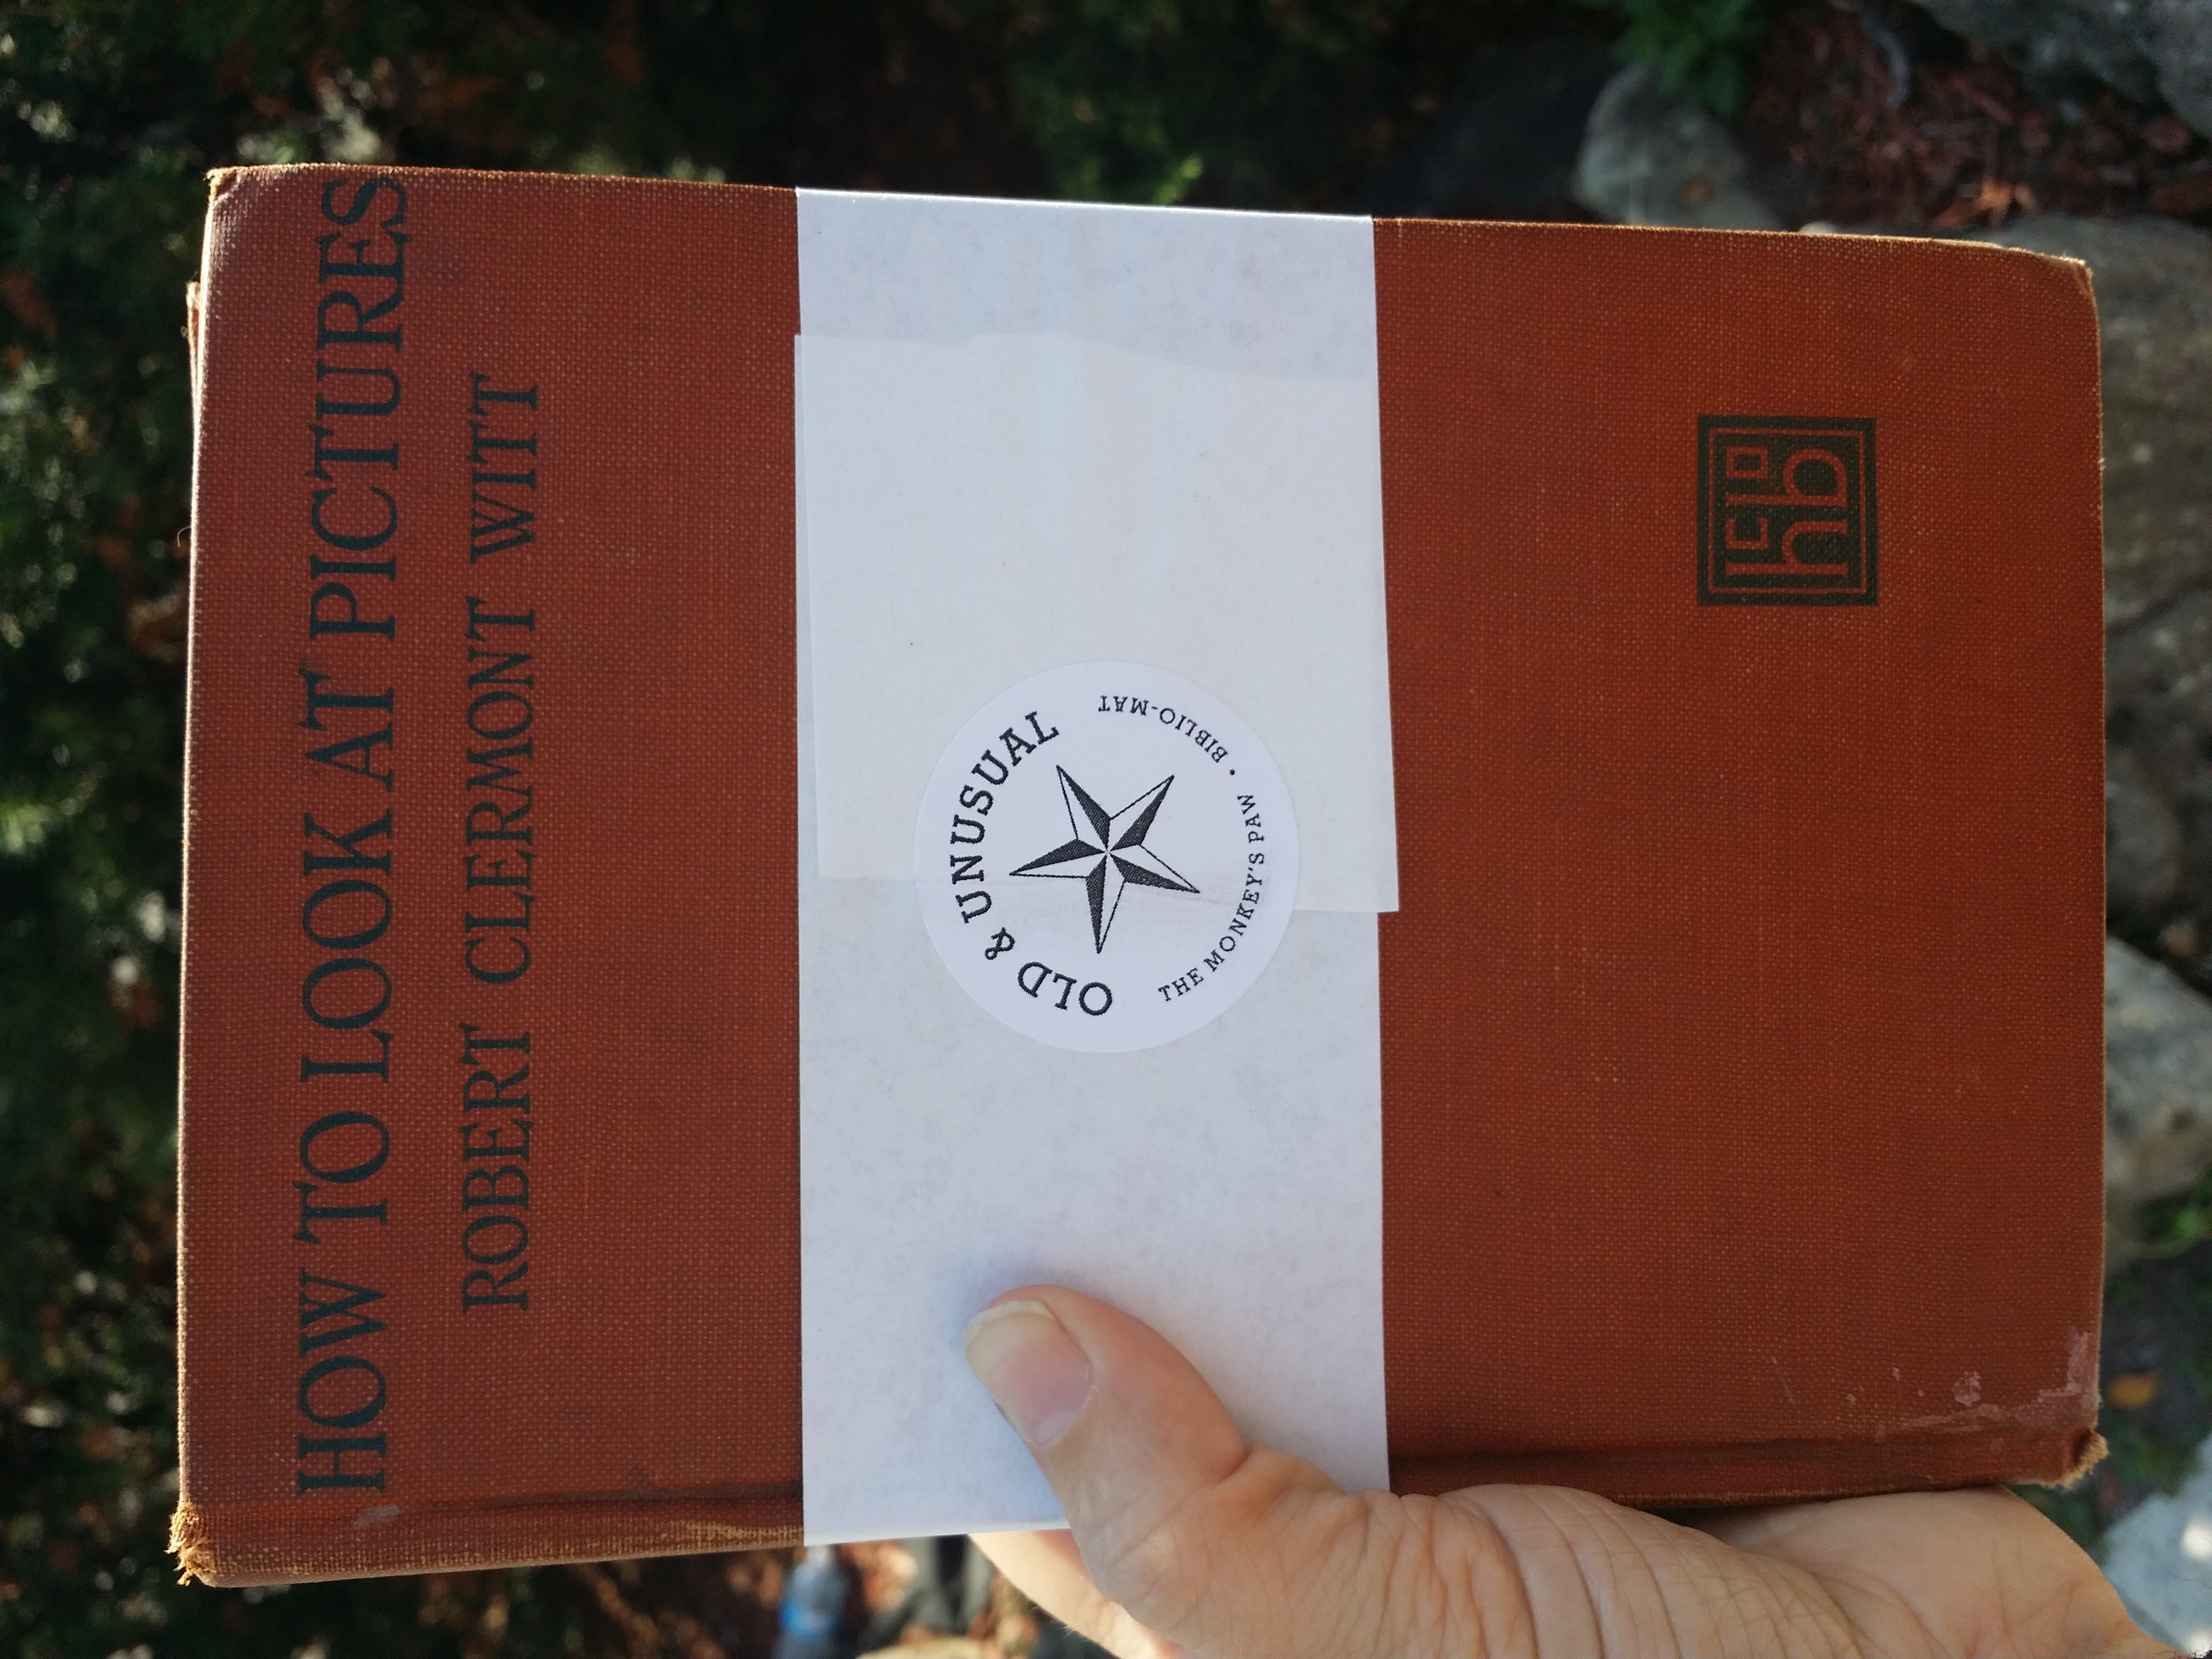 HOW TO LOOK AT PICTURES
ROBERT CLERMONT WITT
OLD & UNUSUAL
THE MONKEY'S PAW • BIBLIO-MAT